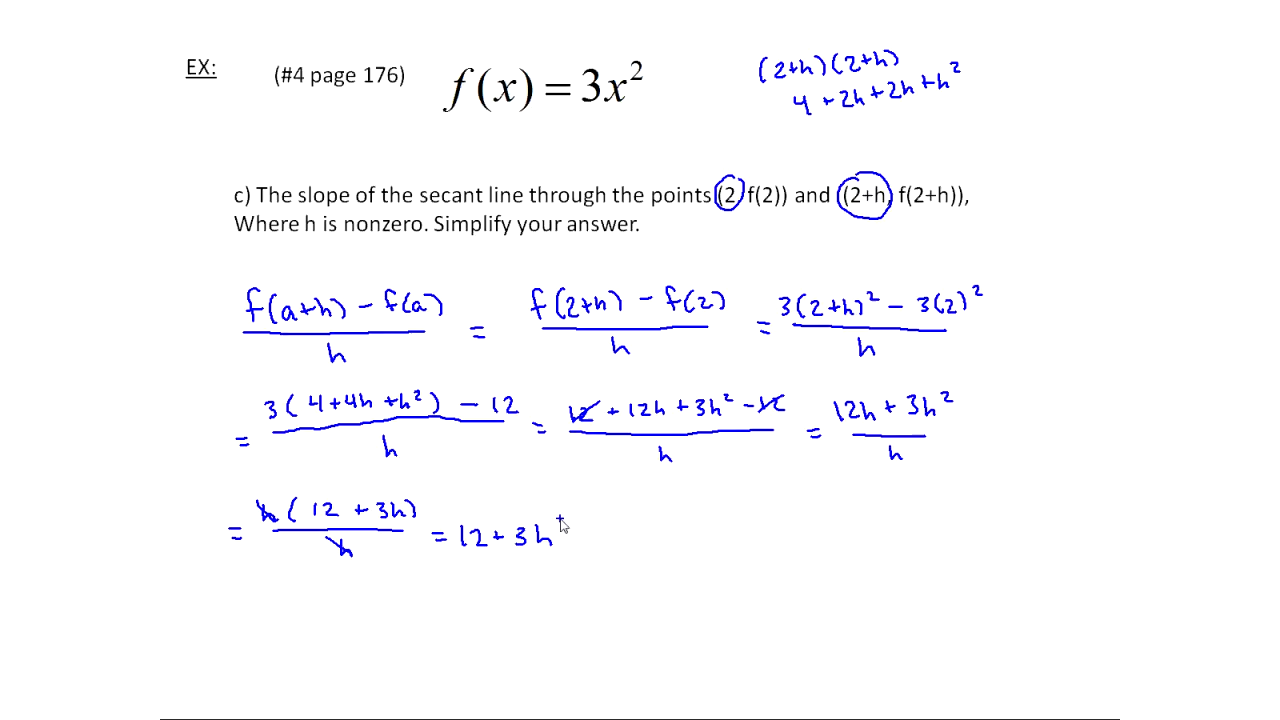 EX: (#4 page 176) f(x) = 3x² (2+h)(2+h)
4 + 2h + 2h + h²
c) The slope of the secant line through the points (2, f(2)) and ((2+h, f(2+h)),
Where h is nonzero. Simplify your answer.
f(a+h) - f(a) / h = f(2+h) - f(2) / h = 3(2+h)² - 3(2)² / h
= 3(4+4h+h²) - 12 / h = 12 + 12h + 3h² - 12 / h = 12h + 3h² / h
= h(12 + 3h) / h = 12 + 3h